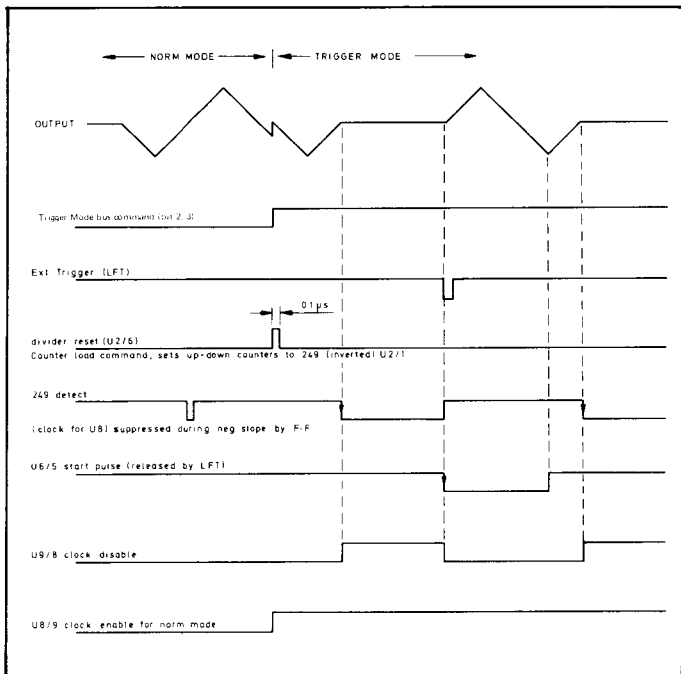 NORM MODE TRIGGER MODE
OUTPUT
Trigger Mode bus command (bit 2, 3)
Ext Trigger (LFT)
0.1 µs
divider reset (U2/6)
Counter load command, sets up-down counters to 249 (inverted) U2/1
249 detect
(clock for U8) suppressed during neg slope by F-F
U6/5 start pulse (released by LFT)
U9/8 clock disable
U8/9 clock enable for norm mode